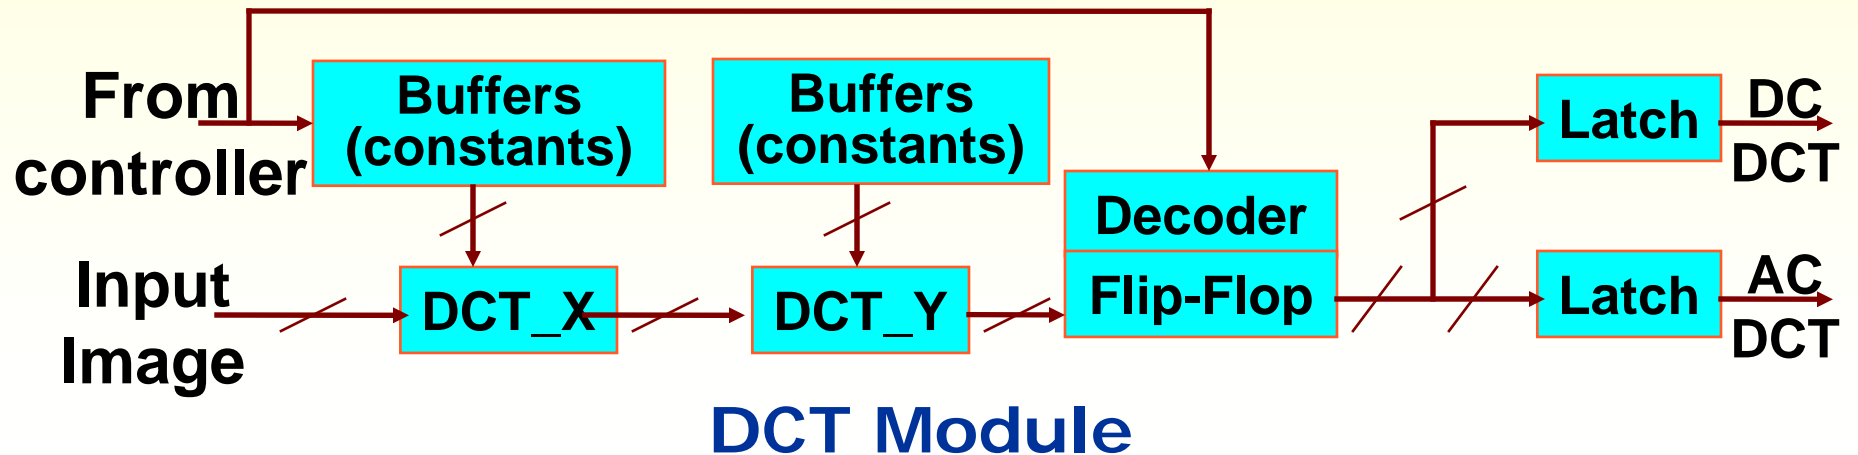 From
controller
Buffers
(constants)
Buffers
(constants)
Latch
DC
DCT
Decoder
Input
Image
DCT_X
DCT_Y
Flip-Flop
Latch
AC
DCT
DCT Module